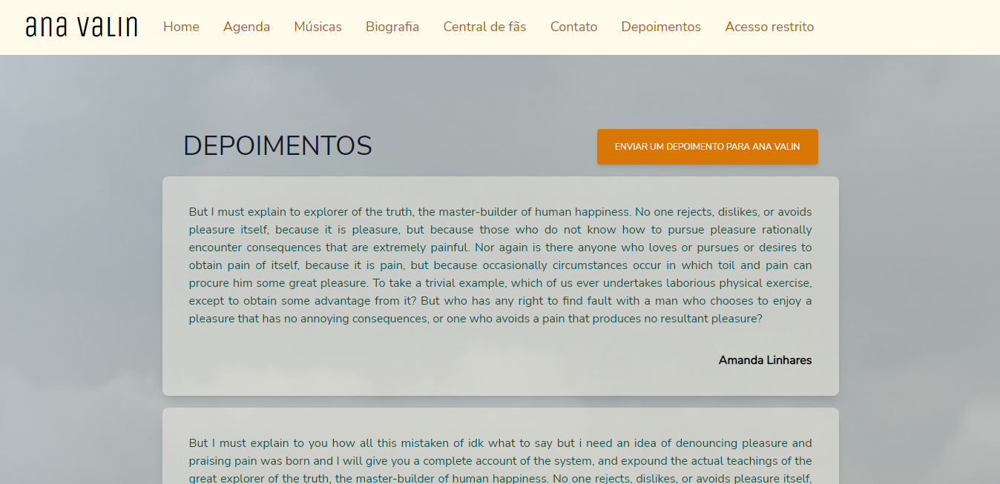 ana valin
Home Agenda Músicas Biografia Central de fãs Contato Depoimentos Acesso restrito
DEPOIMENTOS
ENVIAR UM DEPOIMENTO PARA ANA VALIN
But I must explain to explorer of the truth, the master-builder of human happiness. No one rejects, dislikes, or avoids
pleasure itself, because it is pleasure, but because those who do not know how to pursue pleasure rationally
encounter consequences that are extremely painful. Nor again is there anyone who loves or pursues or desires to
obtain pain of itself, because it is pain, but because occasionally circumstances occur in which toil and pain can
procure him some great pleasure. To take a trivial example, which of us ever undertakes laborious physical exercise,
except to obtain some advantage from it? But who has any right to find fault with a man who chooses to enjoy a
pleasure that has no annoying consequences, or one who avoids a pain that produces no resultant pleasure?
Amanda Linhares
But I must explain to you how all this mistaken of idk what to say but i need an idea of denouncing pleasure and
praising pain was born and I will give you a complete account of the system, and expound the actual teachings of the
great explorer of the truth, the master-builder of human happiness. No one rejects, dislikes, or avoids pleasure itself,